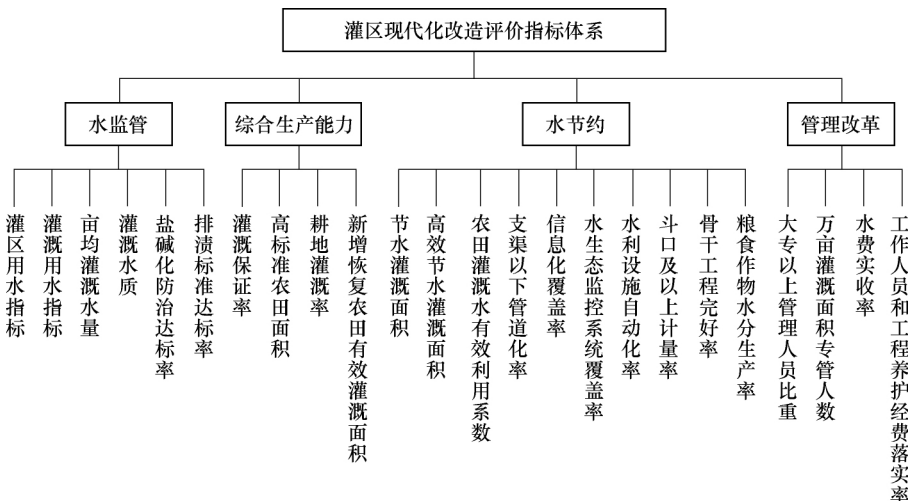 灌区现代化改造评价指标体系
水监管
综合生产能力
水节约
管理改革
灌区用水指标
灌溉用水指标
亩均灌溉水量
灌溉水质
盐碱化防治达标率
排渍标准达标率
灌溉保证率
高标准农田面积
耕地灌溉率
新增恢复农田有效灌溉面积
节水灌溉面积
高效节水灌溉面积
农田灌溉水有效利用系数
支渠以下管道化率
信息化覆盖率
水生态监控系统覆盖率
水利设施自动化率
斗口及以上计量率
骨干工程完好率
粮食作物水分生产率
大专以上管理人员比重
万亩灌溉面积专管人数
水费实收率
工作人员和工程养护经费落实率